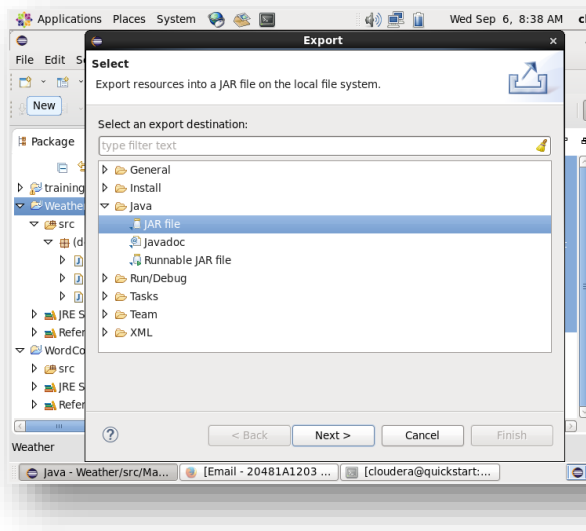 Applications Places System Wed Sep 6, 8:38 AM
Export
File Edit
Select
Export resources into a JAR file on the local file system.
New
Select an export destination:
type filter text
Package
General
Install
training
Java
Weathe
JAR file
src
Javadoc
(d
Runnable JAR file
Run/Debug
JRE S
Tasks
Refer
Team
XML
WordCo
src
JRE S
Refer
< Back Next > Cancel Finish
Weather
Java - Weather/src/Ma... [Email - 20481A1203 ... [cloudera@quickstart:...